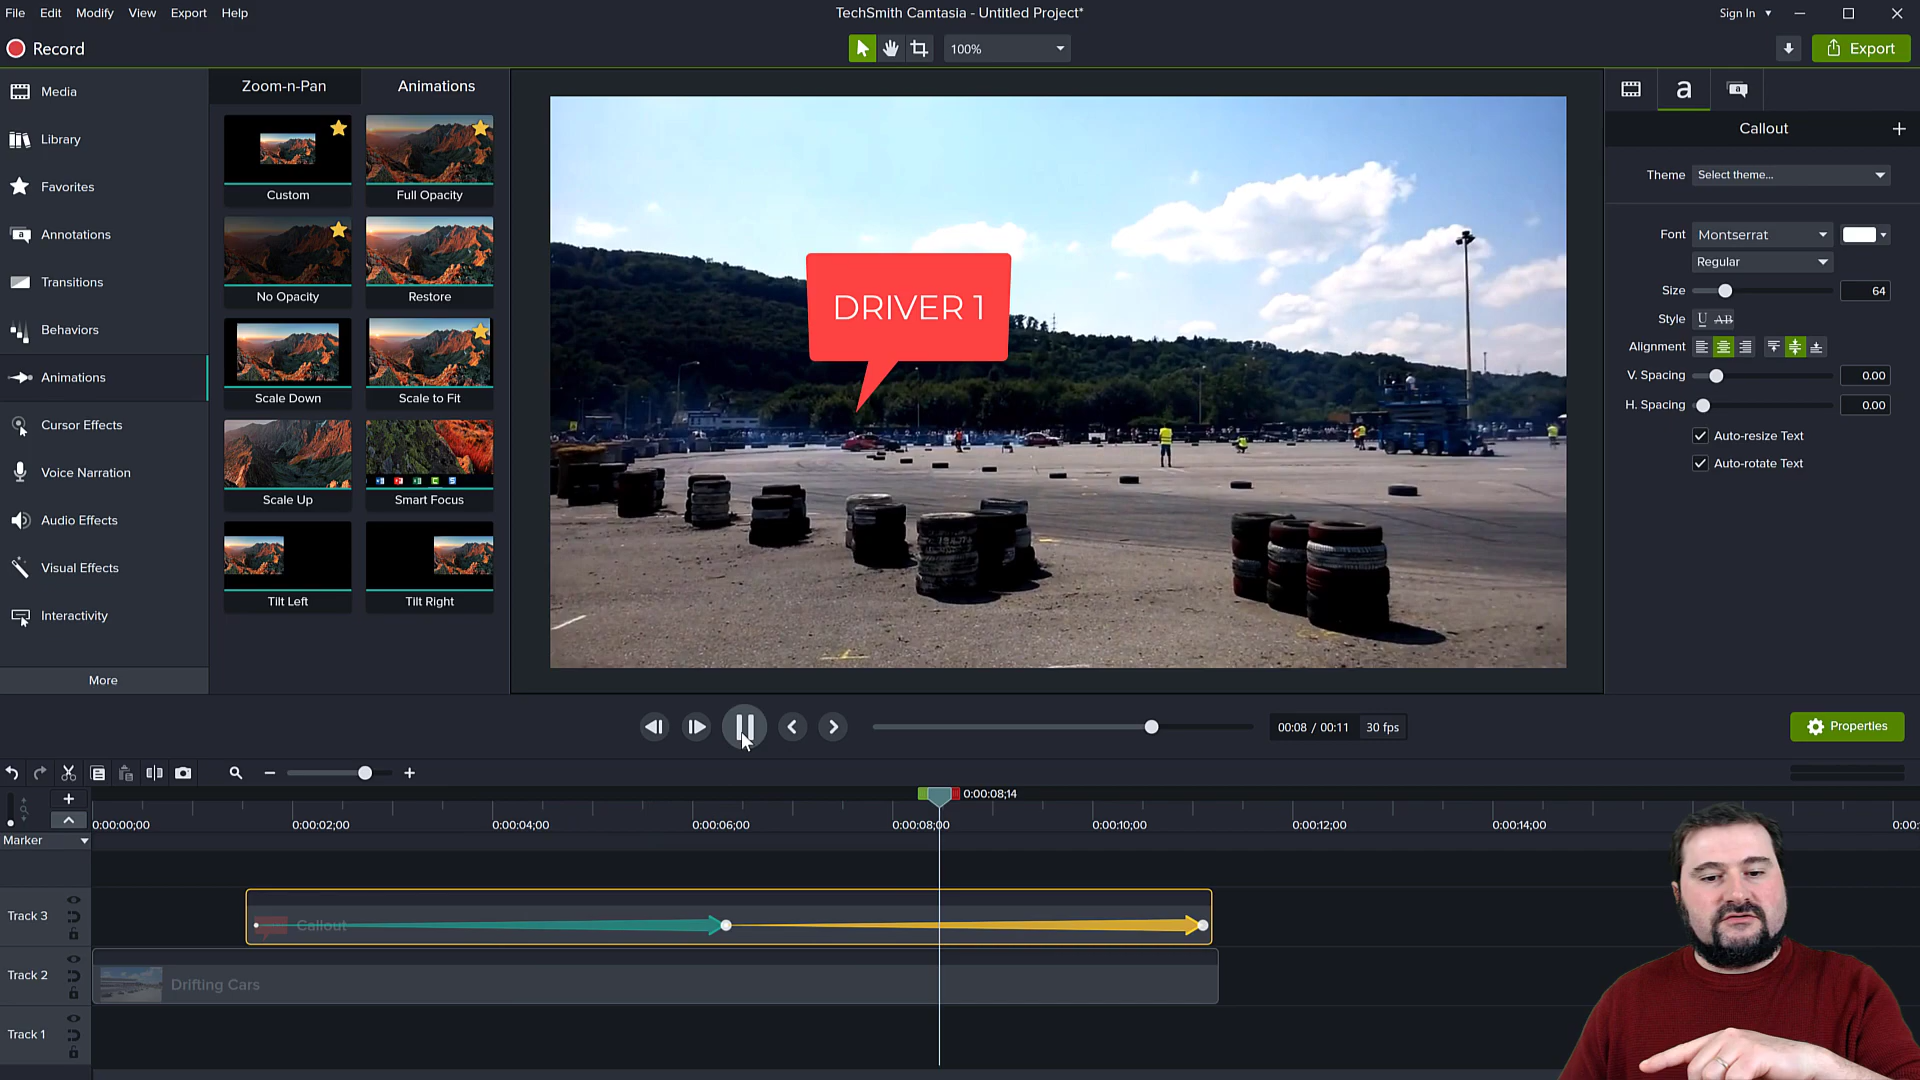 File Edit Modify View Export Help
TechSmith Camtasia - Untitled Project*
Sign In
Record
100%
Export
Media
Library
Favorites
Annotations
Transitions
Behaviors
Animations
Cursor Effects
Voice Narration
Audio Effects
Visual Effects
Interactivity
More
Zoom-n-Pan
Animations
Custom
Full Opacity
No Opacity
Restore
Scale Down
Scale to Fit
Scale Up
Smart Focus
Tilt Left
Tilt Right
DRIVER 1
a
Callout
Theme Select theme...
Font Montserrat
Regular
Size 64
Style U AB
Alignment
V. Spacing 0.00
H. Spacing 0.00
Auto-resize Text
Auto-rotate Text
00:08 / 00:11 30 fps
Properties
0:00:08;14
0:00:00;00 0:00:02;00 0:00:04;00 0:00:06;00 0:00:08;00 0:00:10;00 0:00:12;00 0:00:14;00 0:00:
Marker
Track 3
Callout
Track 2
Drifting Cars
Track 1